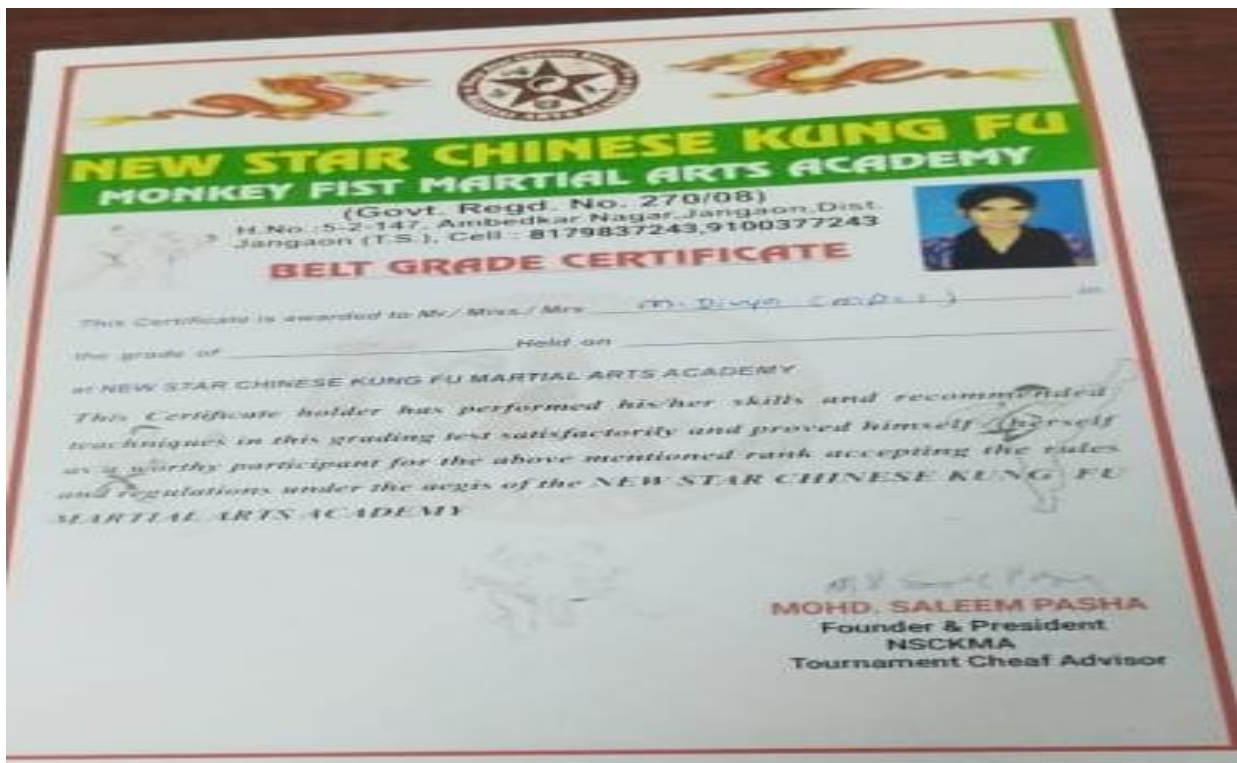 NEW STAR CHINESE KUNG FU
MONKEY FIST MARTIAL ARTS ACADEMY
(Govt. Regd. No. 270/08)
H.No.:5-2-147, Ambedkar Nagar,Jangaon,Dist.
Jangaon (T.S.), Cell : 8179837243,9100377243
BELT GRADE CERTIFICATE
This Certificate is awarded to Mr/ Miss / Mrs M. Divya in
the grade of Held on
at NEW STAR CHINESE KUNG FU MARTIAL ARTS ACADEMY
This Certificate holder has performed his/her skills and recommended
teachniques in this grading test satisfactorily and proved himself / herself
as a worthy participant for the above mentioned rank accepting the rules
and regulations under the aegis of the NEW STAR CHINESE KUNG FU
MARTIAL ARTS ACADEMY
MOHD. SALEEM PASHA
Founder & President
NSCKMA
Tournament Cheaf Advisor